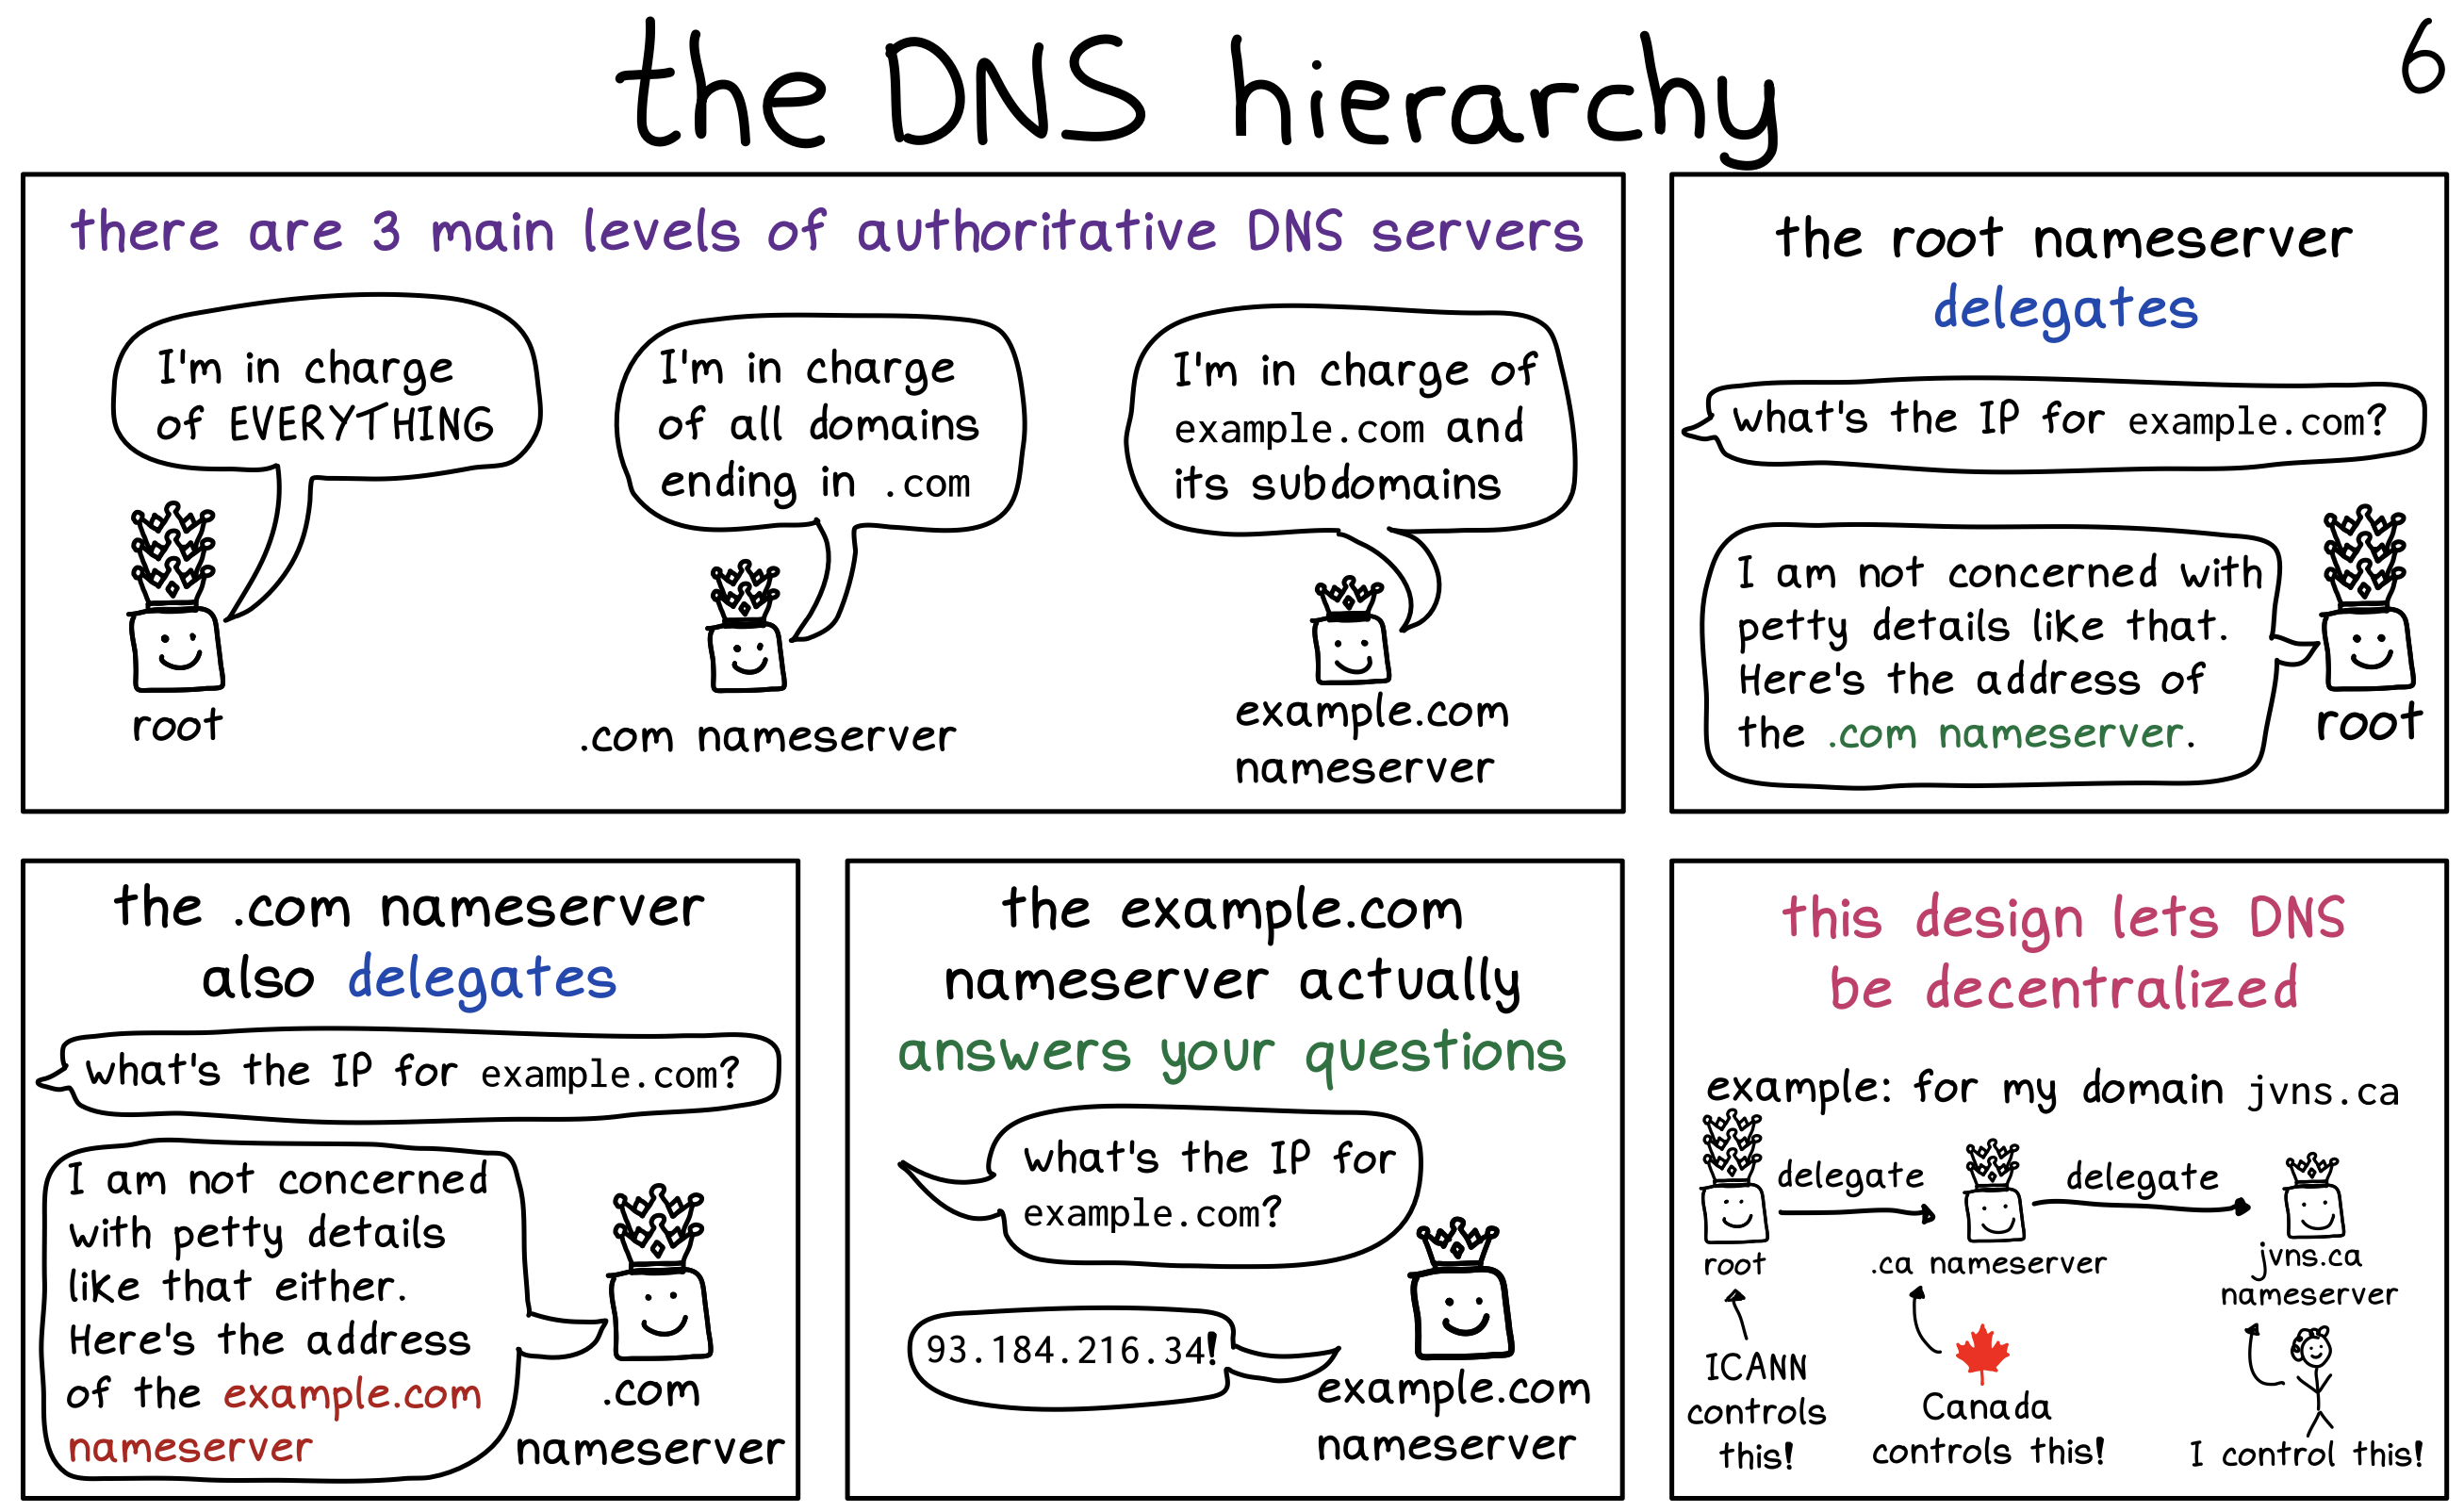 the DNS hierarchy
6
there are 3 main levels of authoritative DNS servers
I'm in charge
of EVERYTHING
root
I'm in charge
of all domains
ending in .com
.com nameserver
I'm in charge of
example.com and
its subdomains
example.com
nameserver
the root nameserver
delegates
what's the IP for example.com?
I am not concerned with
petty details like that.
Here's the address of
the .com nameserver.
root
the .com nameserver
also delegates
what's the IP for example.com?
I am not concerned
with petty details
like that either.
Here's the address
of the example.com
nameserver
.com
nameserver
the example.com
nameserver actually
answers your questions
what's the IP for
example.com?
93.184.216.34!
example.com
nameserver
this design lets DNS
be decentralized
example: for my domain jvns.ca
delegate
delegate
root
.ca nameserver
jvns.ca
nameserver
ICANN
controls
this!
Canada
controls this!
I control this!